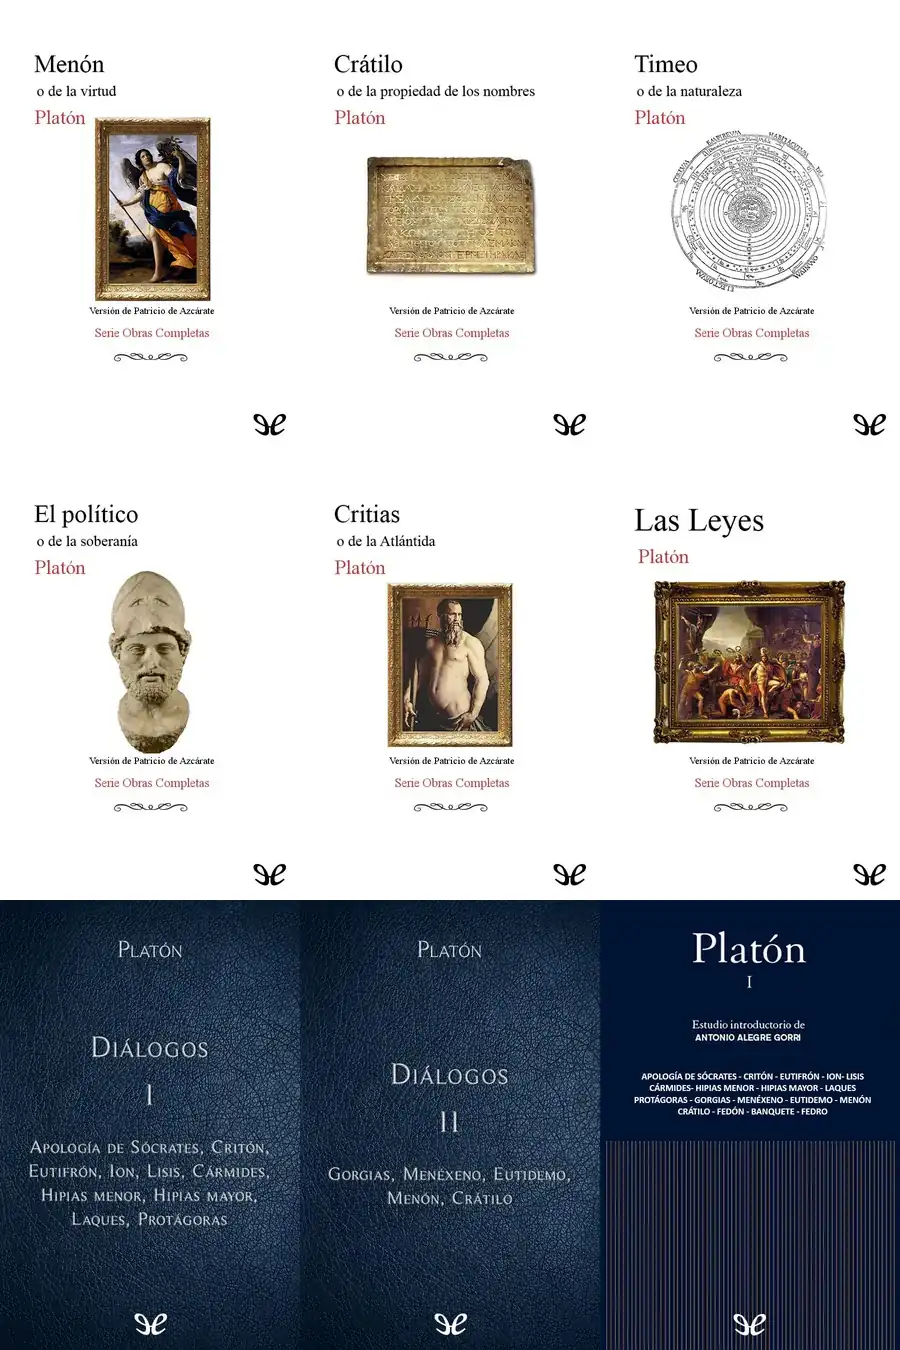 Menón
o de la virtud
Platón
Versión de Patricio de Azcárate
Serie Obras Completas
Crátilo
o de la propiedad de los nombres
Platón
Versión de Patricio de Azcárate
Serie Obras Completas
Timeo
o de la naturaleza
Platón
Versión de Patricio de Azcárate
Serie Obras Completas
El político
o de la soberanía
Platón
Versión de Patricio de Azcárate
Serie Obras Completas
Critias
o de la Atlántida
Platón
Versión de Patricio de Azcárate
Serie Obras Completas
Las Leyes
Platón
Versión de Patricio de Azcárate
Serie Obras Completas
Platón
Diálogos
I
Apología de Sócrates, Critón,
Eutifrón, Ion, Lisis, Cármides,
Hipias menor, Hipias mayor,
Laques, Protágoras
Platón
Diálogos
II
Gorgias, Menéxeno, Eutidemo,
Menón, Crátilo
Platón
I
Estudio introductorio de
ANTONIO ALEGRE GORRI
APOLOGÍA DE SÓCRATES - CRITÓN - EUTIFRÓN - ION- LISIS
CÁRMIDES- HIPIAS MENOR - HIPIAS MAYOR - LAQUES
PROTÁGORAS - GORGIAS - MENÉXENO - EUTIDEMO - MENÓN
CRÁTILO - FEDÓN - BANQUETE - FEDRO